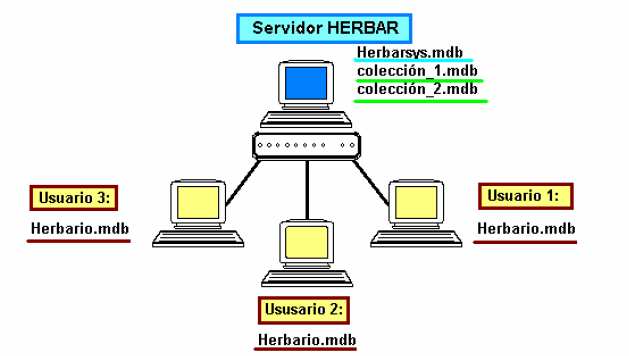 Servidor HERBAR
Herbarsys.mdb
colección_1.mdb
colección_2.mdb
Usuario 3:
Herbario.mdb
Usuario 1:
Herbario.mdb
Ususario 2:
Herbario.mdb